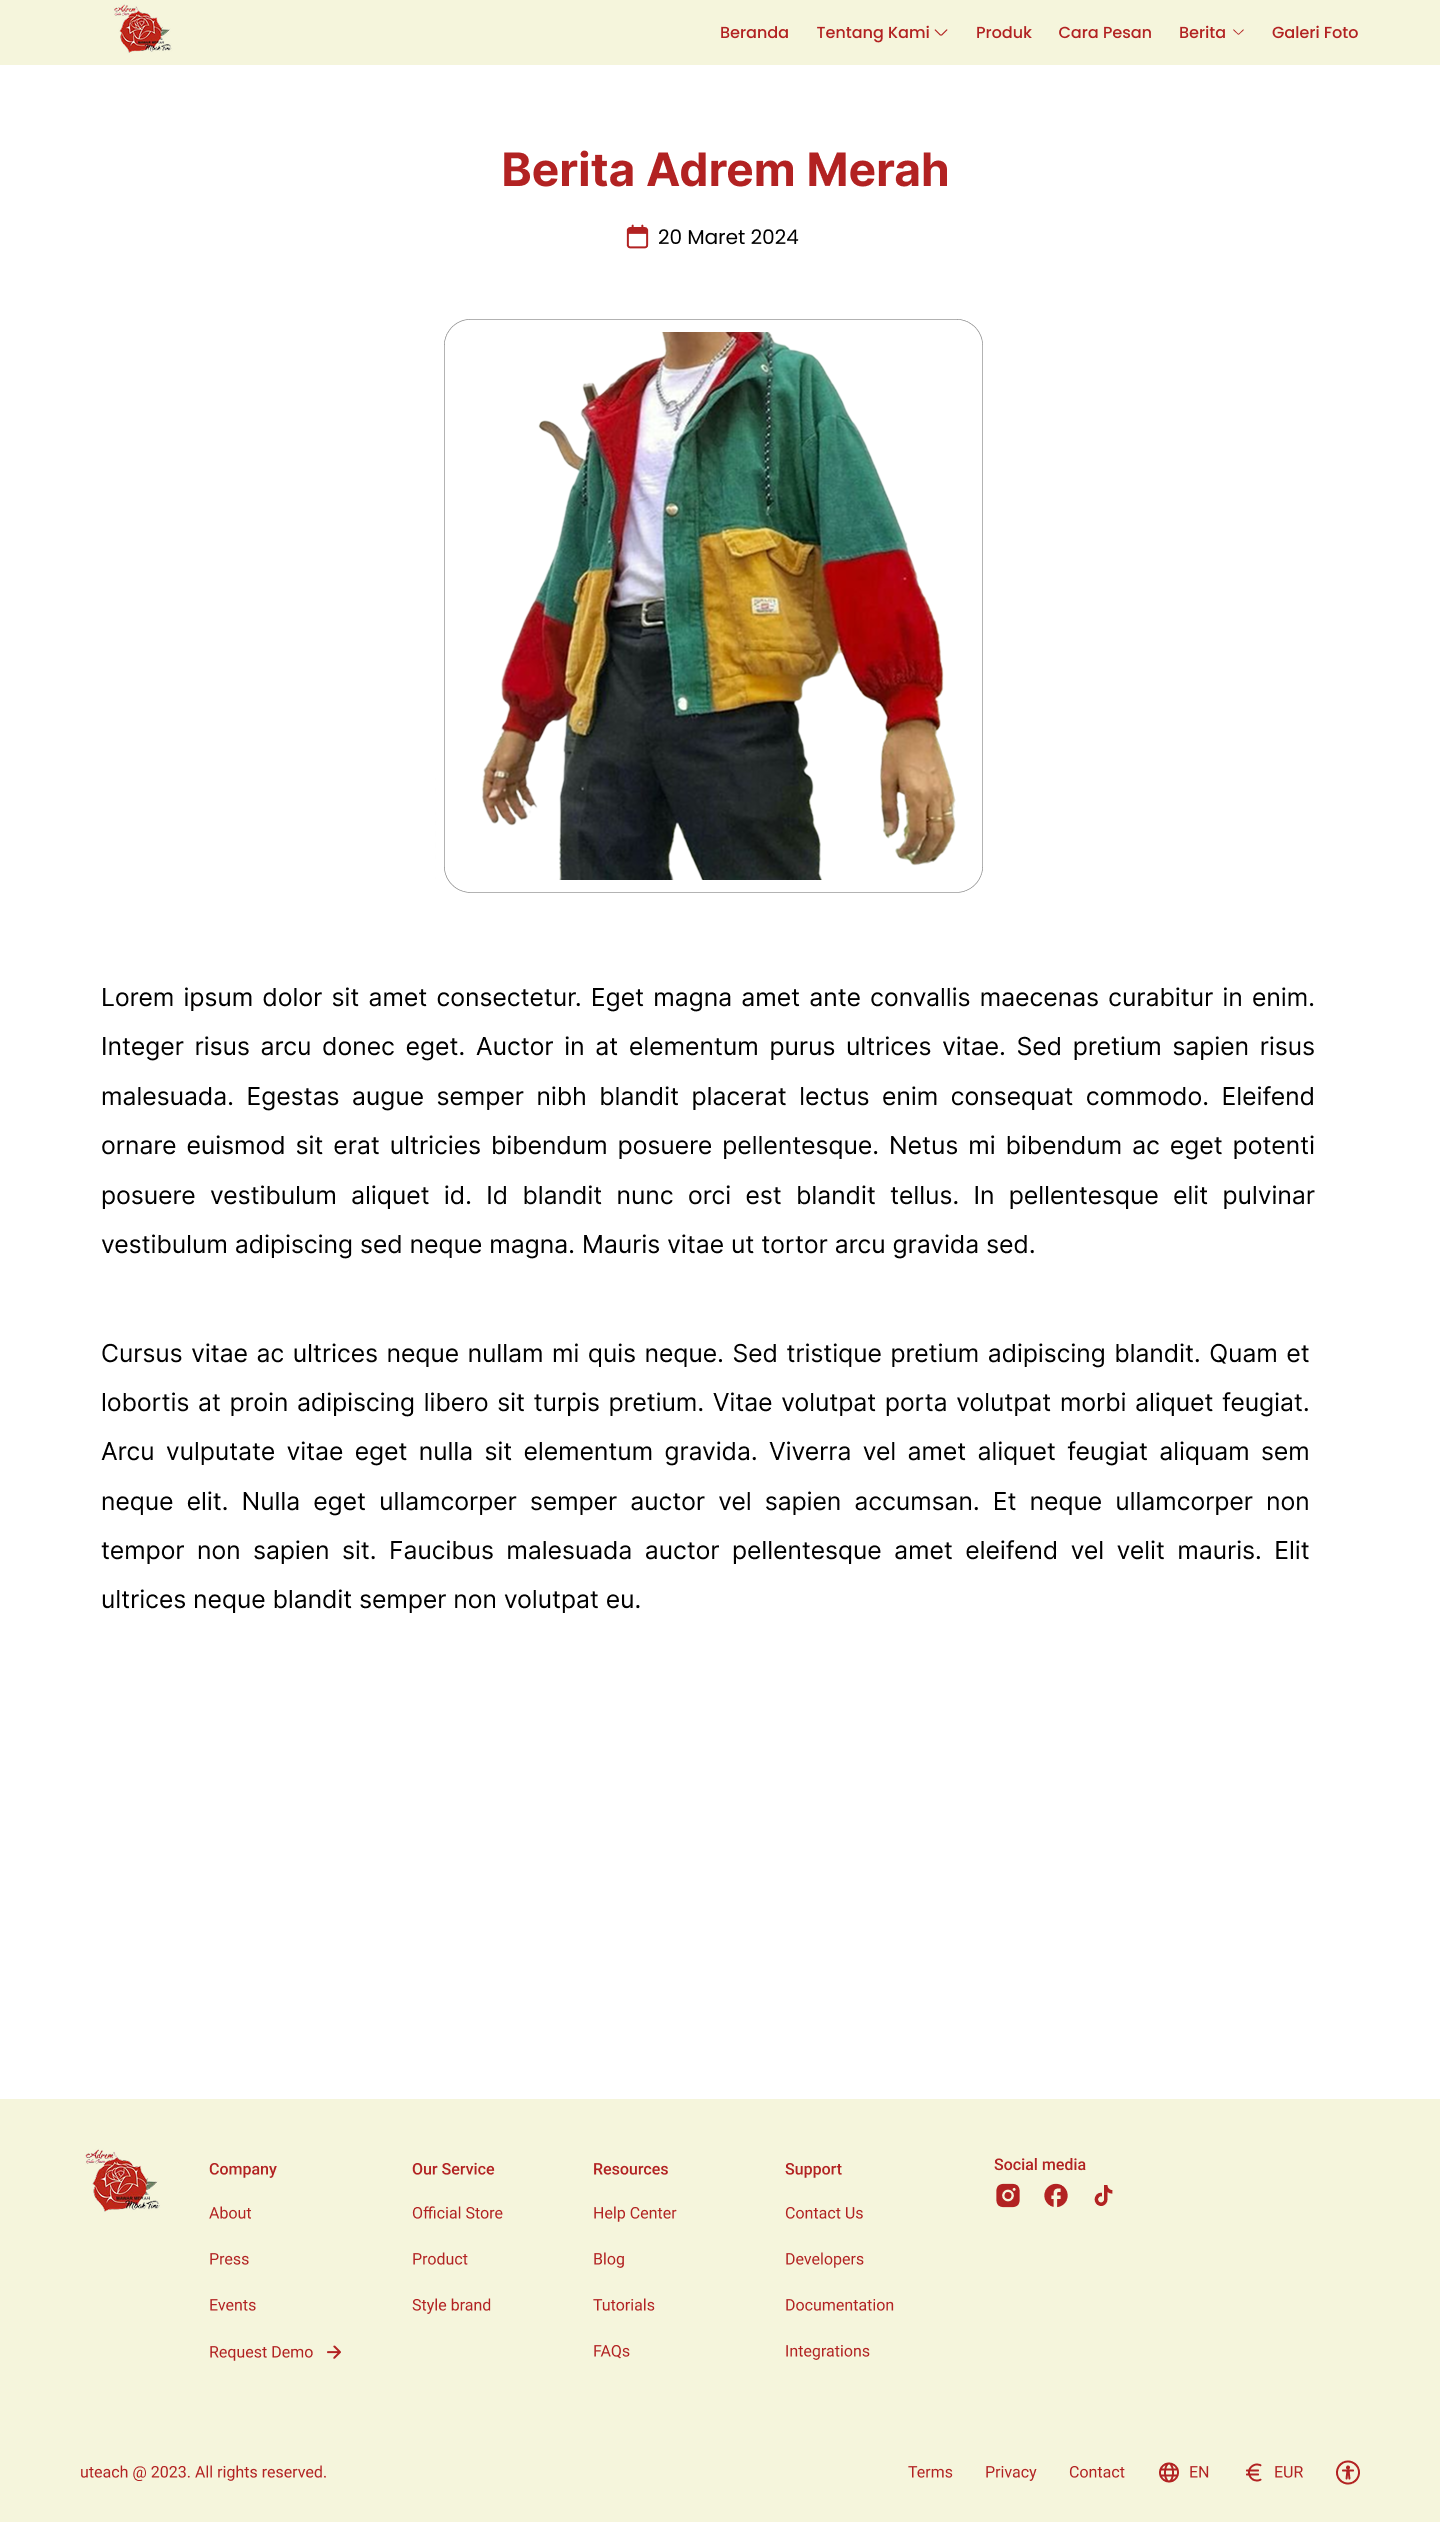 Adrem
Beranda
Tentang Kami
Produk
Cara Pesan
Berita
Galeri Foto
Berita Adrem Merah
20 Maret 2024
Lorem ipsum dolor sit amet consectetur. Eget magna amet ante convallis maecenas curabitur in enim.
Integer risus arcu donec eget. Auctor in at elementum purus ultrices vitae. Sed pretium sapien risus
malesuada. Egestas augue semper nibh blandit placerat lectus enim consequat commodo. Eleifend
ornare euismod sit erat ultricies bibendum posuere pellentesque. Netus mi bibendum ac eget potenti
posuere vestibulum aliquet id. Id blandit nunc orci est blandit tellus. In pellentesque elit pulvinar
vestibulum adipiscing sed neque magna. Mauris vitae ut tortor arcu gravida sed.
Cursus vitae ac ultrices neque nullam mi quis neque. Sed tristique pretium adipiscing blandit. Quam et
lobortis at proin adipiscing libero sit turpis pretium. Vitae volutpat porta volutpat morbi aliquet feugiat.
Arcu vulputate vitae eget nulla sit elementum gravida. Viverra vel amet aliquet feugiat aliquam sem
neque elit. Nulla eget ullamcorper semper auctor vel sapien accumsan. Et neque ullamcorper non
tempor non sapien sit. Faucibus malesuada auctor pellentesque amet eleifend vel velit mauris. Elit
ultrices neque blandit semper non volutpat eu.
Adrem
Mbah Tini
Company
About
Press
Events
Request Demo
Our Service
Official Store
Product
Style brand
Resources
Help Center
Blog
Tutorials
FAQs
Support
Contact Us
Developers
Documentation
Integrations
Social media
uteach @ 2023. All rights reserved.
Terms
Privacy
Contact
EN
€ EUR